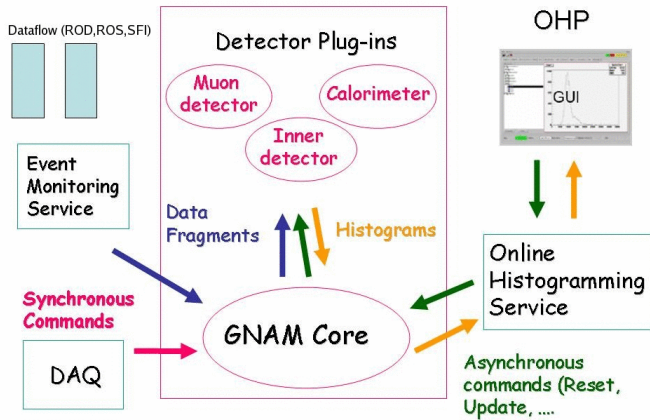 Dataflow (ROD,ROS,SFI)
Detector Plug-ins
OHP
Muon
detector
Calorimeter
Inner
detector
GUI
Event
Monitoring
Service
Data
Fragments
Histograms
Online
Histogramming
Service
Synchronous
Commands
GNAM Core
DAQ
Asynchronous
commands (Reset,
Update, ....